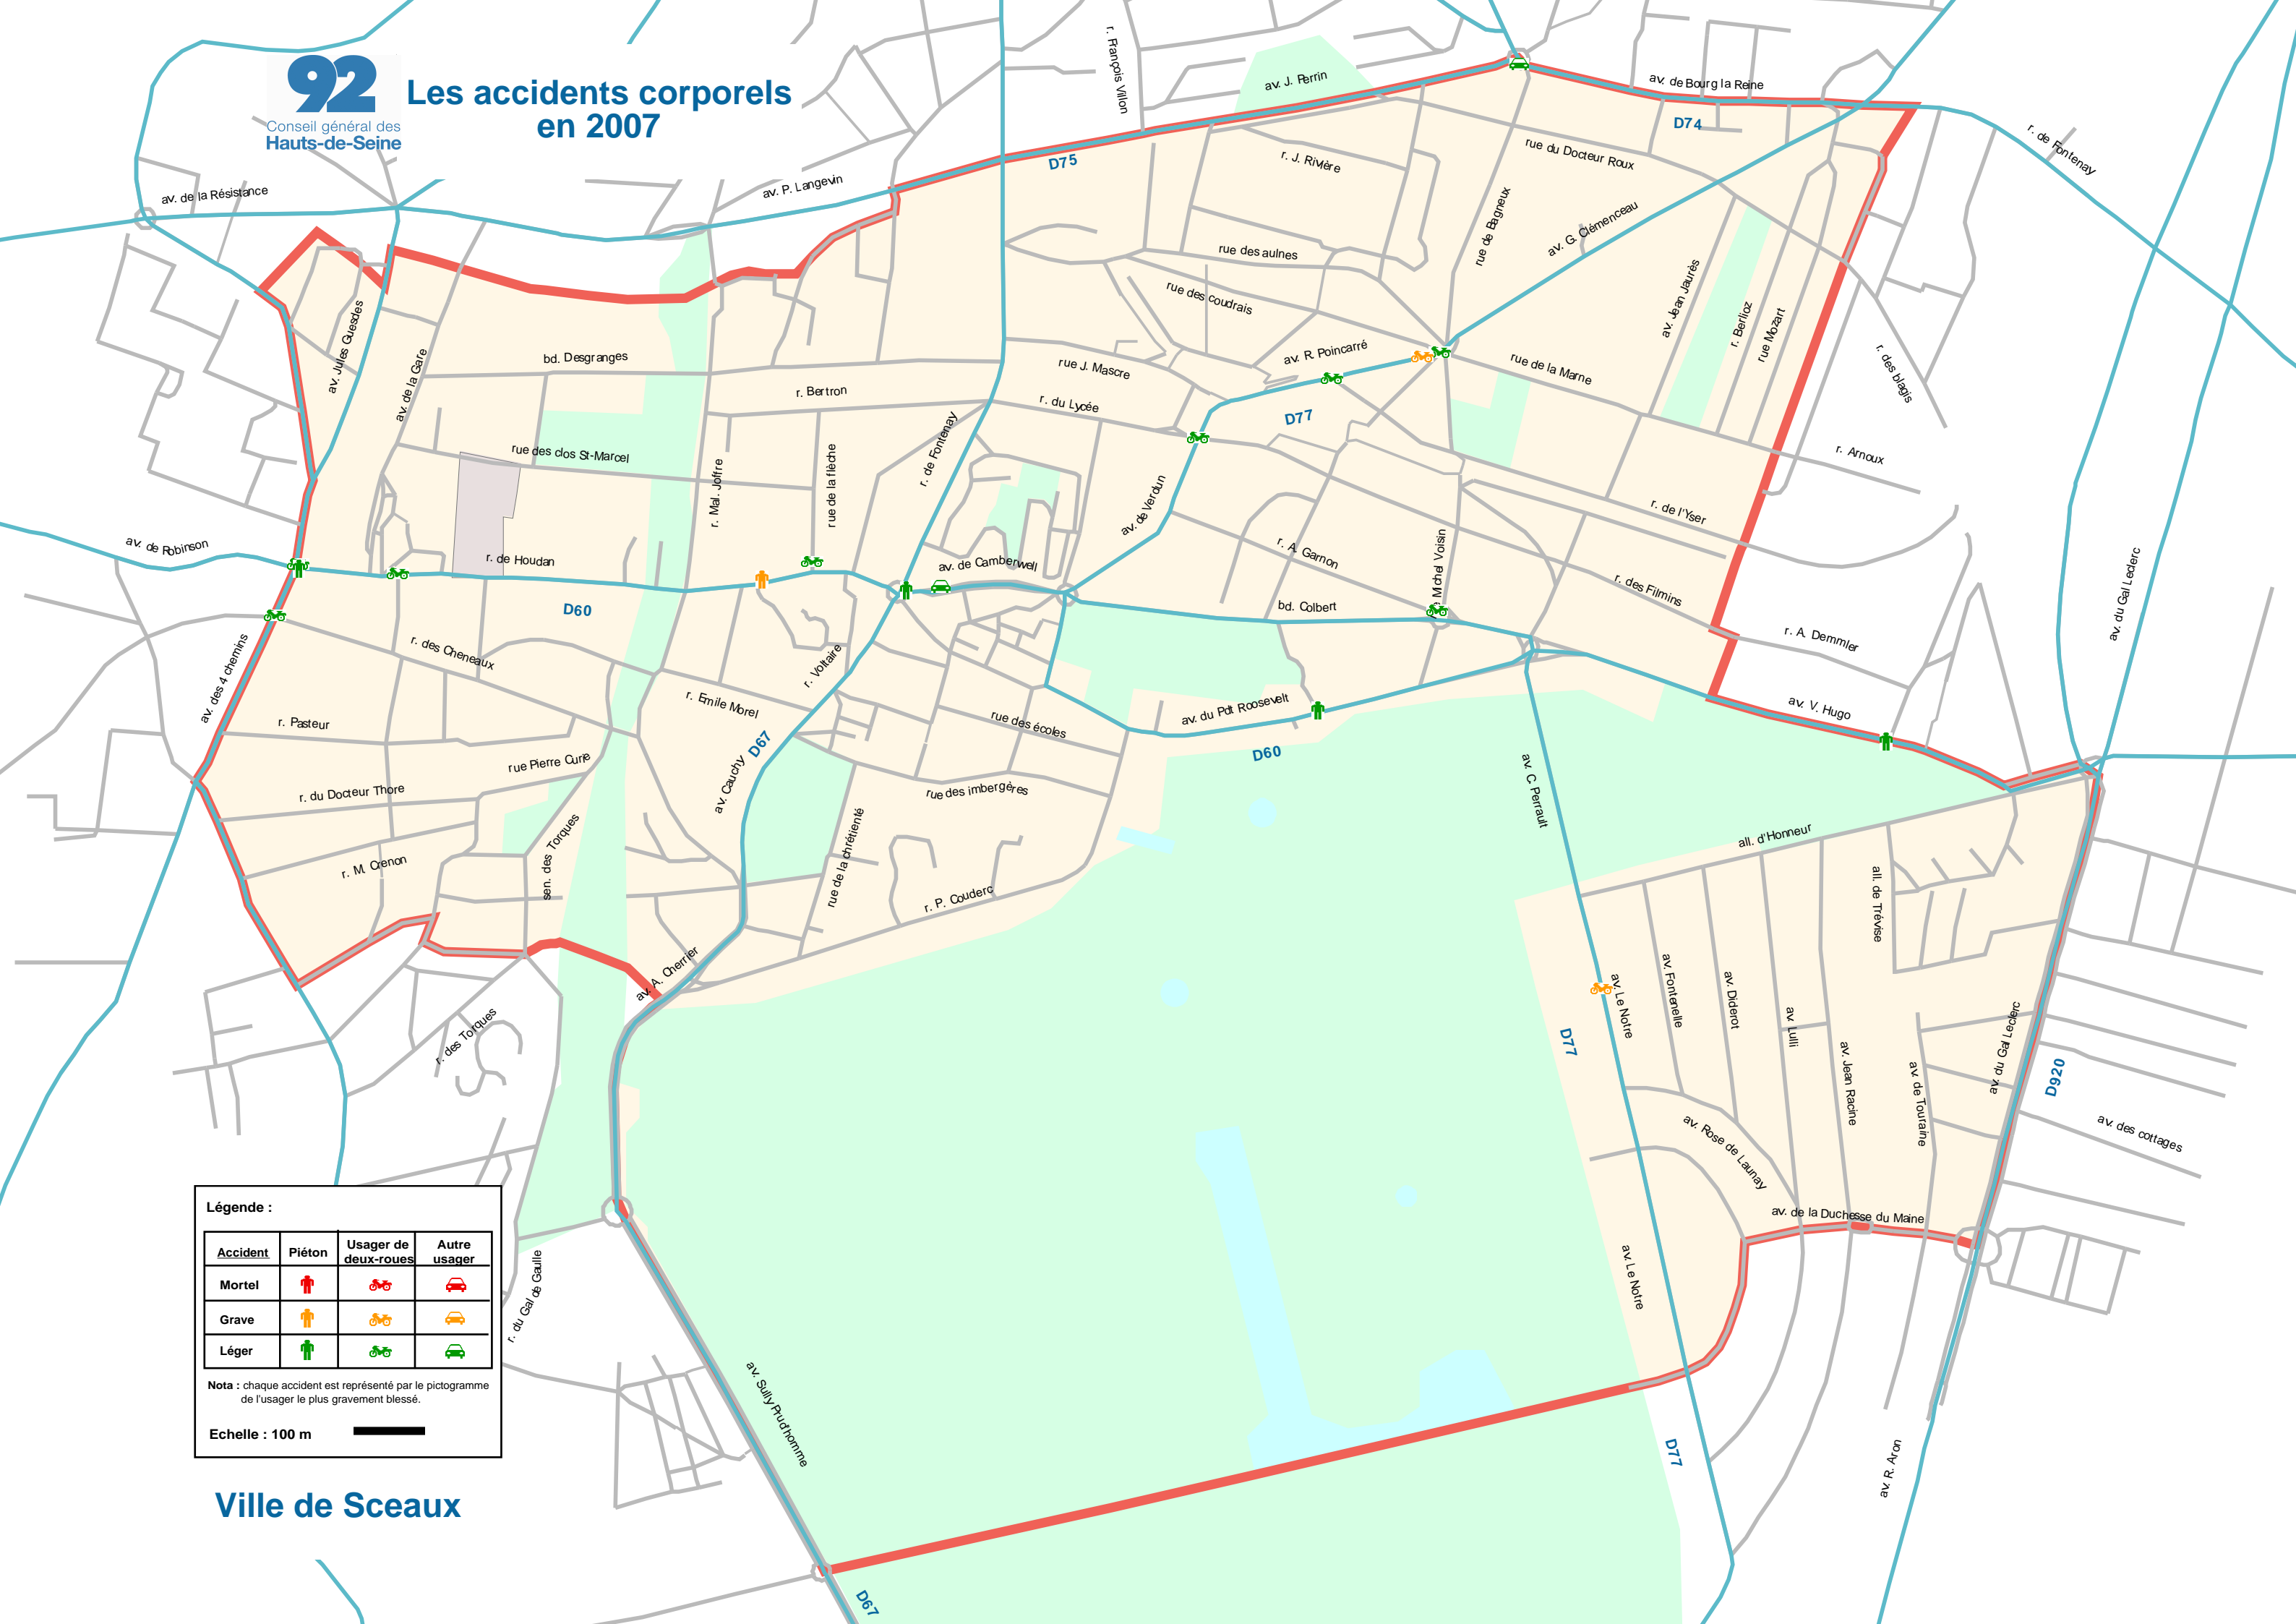 92
Conseil général des
Hauts-de-Seine
Les accidents corporels
en 2007
r. François Villon
av. J. Perrin
av. de Bourg la Reine
D74
D75
r. de Fontenay
av. de la Résistance
av. P. Langevin
r. J. Rivière
rue du Docteur Roux
rue de Bagneux
av. G. Clémenceau
rue des aulnes
rue des coudrais
av. Jean Jaurès
r. Berlioz
rue Mozart
av. Jules Guesdes
av. de la Gare
bd. Desgranges
r. Bertron
rue J. Mascre
av. R. Poincarré
rue de la Marne
r. des blagis
r. du Lycée
D77
r. de Fontenay
rue des clos St-Marcel
r. Mal. Joffre
rue de la flèche
av. de Verdun
r. Arnoux
r. de l'Yser
av. de Robinson
r. de Houdan
D60
av. de Camberwell
r. A. Garnon
rue Michel Voisin
r. des Filmins
bd. Colbert
r. A. Demmler
av. du Gal Leclerc
av. des 4 chemins
r. des Cheneaux
r. Voltaire
r. Emile Morel
r. Pasteur
rue des écoles
av. du Pdt Roosevelt
D60
av. V. Hugo
D67
av. Cauchy
rue Pierre Curie
r. du Docteur Thore
rue des imbergères
av. C. Perrault
all. d'Honneur
r. M. Crenon
sen. des Torques
rue de la chrétienté
r. P. Couderc
all. de Trévise
av. A. Cherrier
av. Le Notre
av. Fontenelle
av. Diderot
av. Lulli
av. Jean Racine
av. de Touraine
av. du Gal Leclerc
D920
D77
r. des Torques
av. des cottages
av. Rose de Launay
av. de la Duchesse du Maine
av. Le Notre
r. du Gal de Gaulle
av. Sully Prud'homme
D77
av. R. Aron
D67
Légende :
Accident Piéton Usager de deux-roues Autre usager
Mortel
Grave
Léger
Nota : chaque accident est représenté par le pictogramme
de l'usager le plus gravement blessé.
Echelle : 100 m
Ville de Sceaux